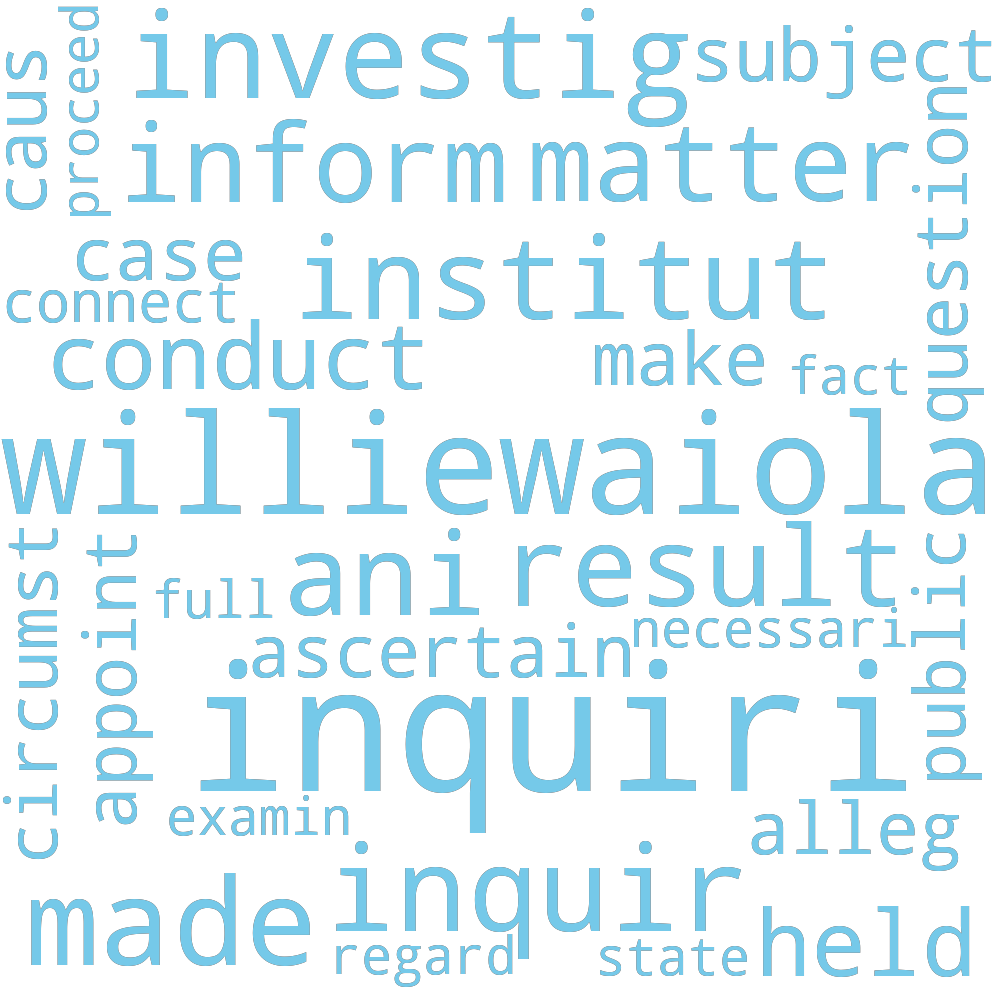 investig
subject
caus
proceed
inform
matter
question
case
institut
connect
conduct
make
fact
williewaiola
circumst
appoint
full
ani
result
public
necessari
ascertain
inquiri
examin
alleg
inquir
made
regard
state
held